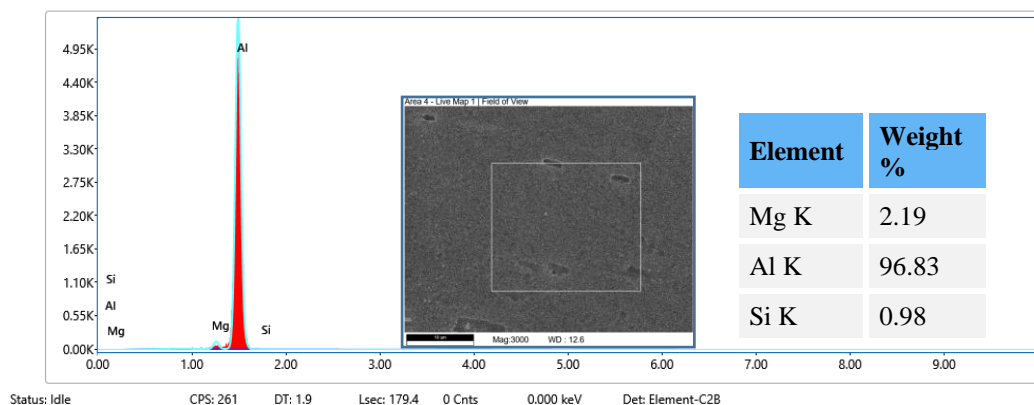 4.95K
Al
4.40K
3.85K
3.30K
2.75K
2.20K
1.65K
1.10K
0.55K
0.00K
Si
Al
Mg
Mg
Si
0.00
1.00
2.00
3.00
4.00
5.00
6.00
7.00
8.00
9.00
Area 4 - Live Map 1 | Field of View
10 um
Mag:3000 WD : 12.6
Element Weight %
Mg K 2.19
Al K 96.83
Si K 0.98
Status: Idle CPS: 261 DT: 1.9 Lsec: 179.4 0 Cnts 0.000 keV Det: Element-C2B